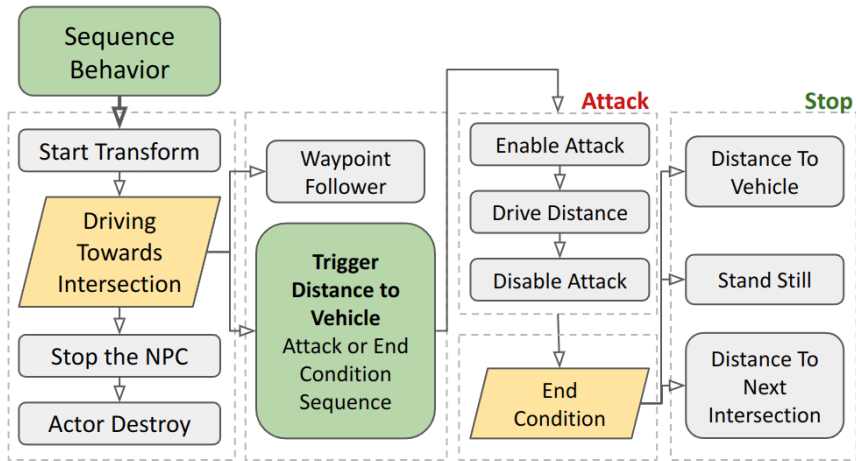 Sequence
Behavior
Start Transform
Driving
Towards
Intersection
Stop the NPC
Actor Destroy
Waypoint
Follower
Trigger
Distance to
Vehicle
Attack or End
Condition
Sequence
Attack
Enable Attack
Drive Distance
Disable Attack
End
Condition
Stop
Distance To
Vehicle
Stand Still
Distance To
Next
Intersection